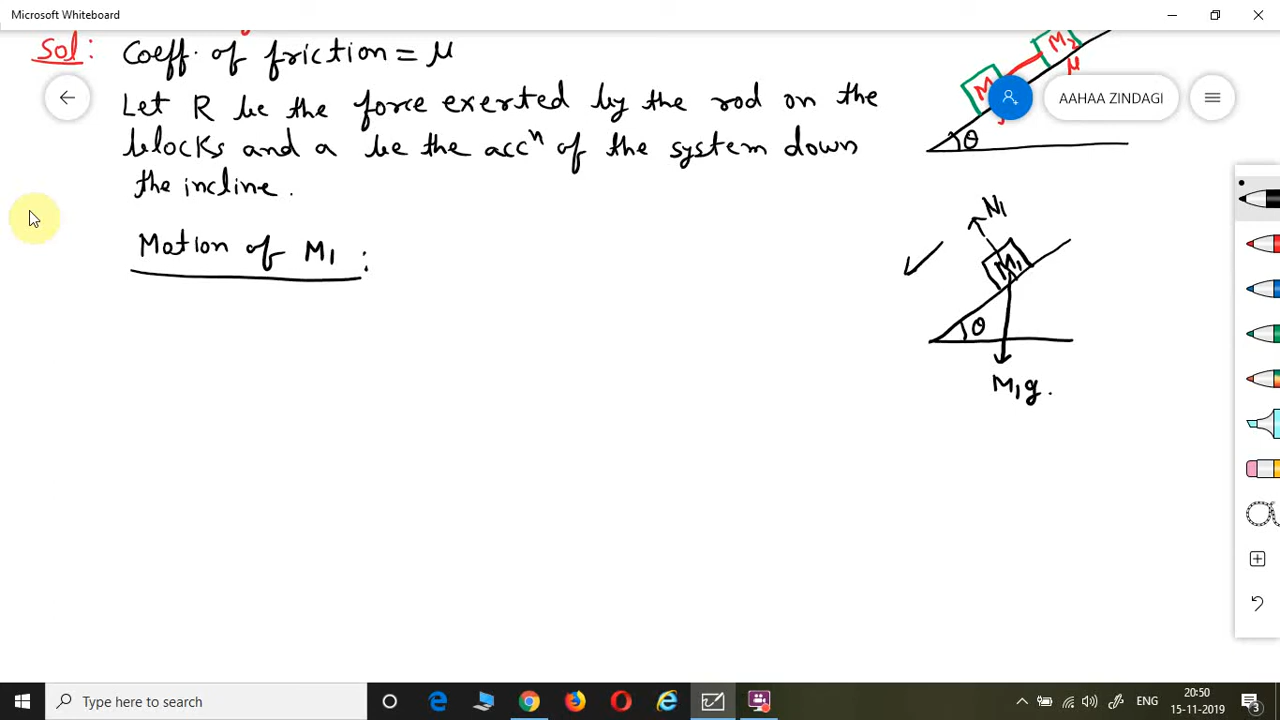 Microsoft Whiteboard
Sol: Coeff. of friction = μ
Let R be the force exerted by the rod on the
blocks and a be the accⁿ of the system down
the incline.
M₂
μ
M
θ
AAHAA ZINDAGI
Motion of M₁ :
N₁
M₁
θ
M₁g.
Type here to search
ENG
20:50
15-11-2019
3